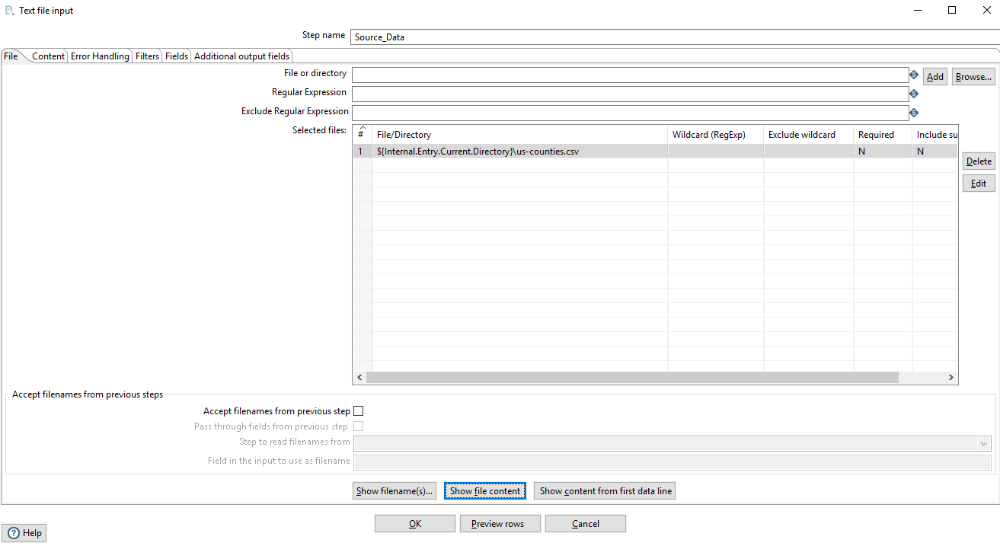 Text file input
Step name Source_Data
File Content Error Handling Filters Fields Additional output fields
File or directory Add Browse...
Regular Expression
Exclude Regular Expression
Selected files: # File/Directory Wildcard (RegExp) Exclude wildcard Required Include su
1 ${Internal.Entry.Current.Directory}\us-counties.csv N N
Delete
Edit
Accept filenames from previous steps
Accept filenames from previous step
Pass through fields from previous step
Step to read filenames from
Field in the input to use as filename
Show filename(s)... Show file content Show content from first data line
OK Preview rows Cancel
Help